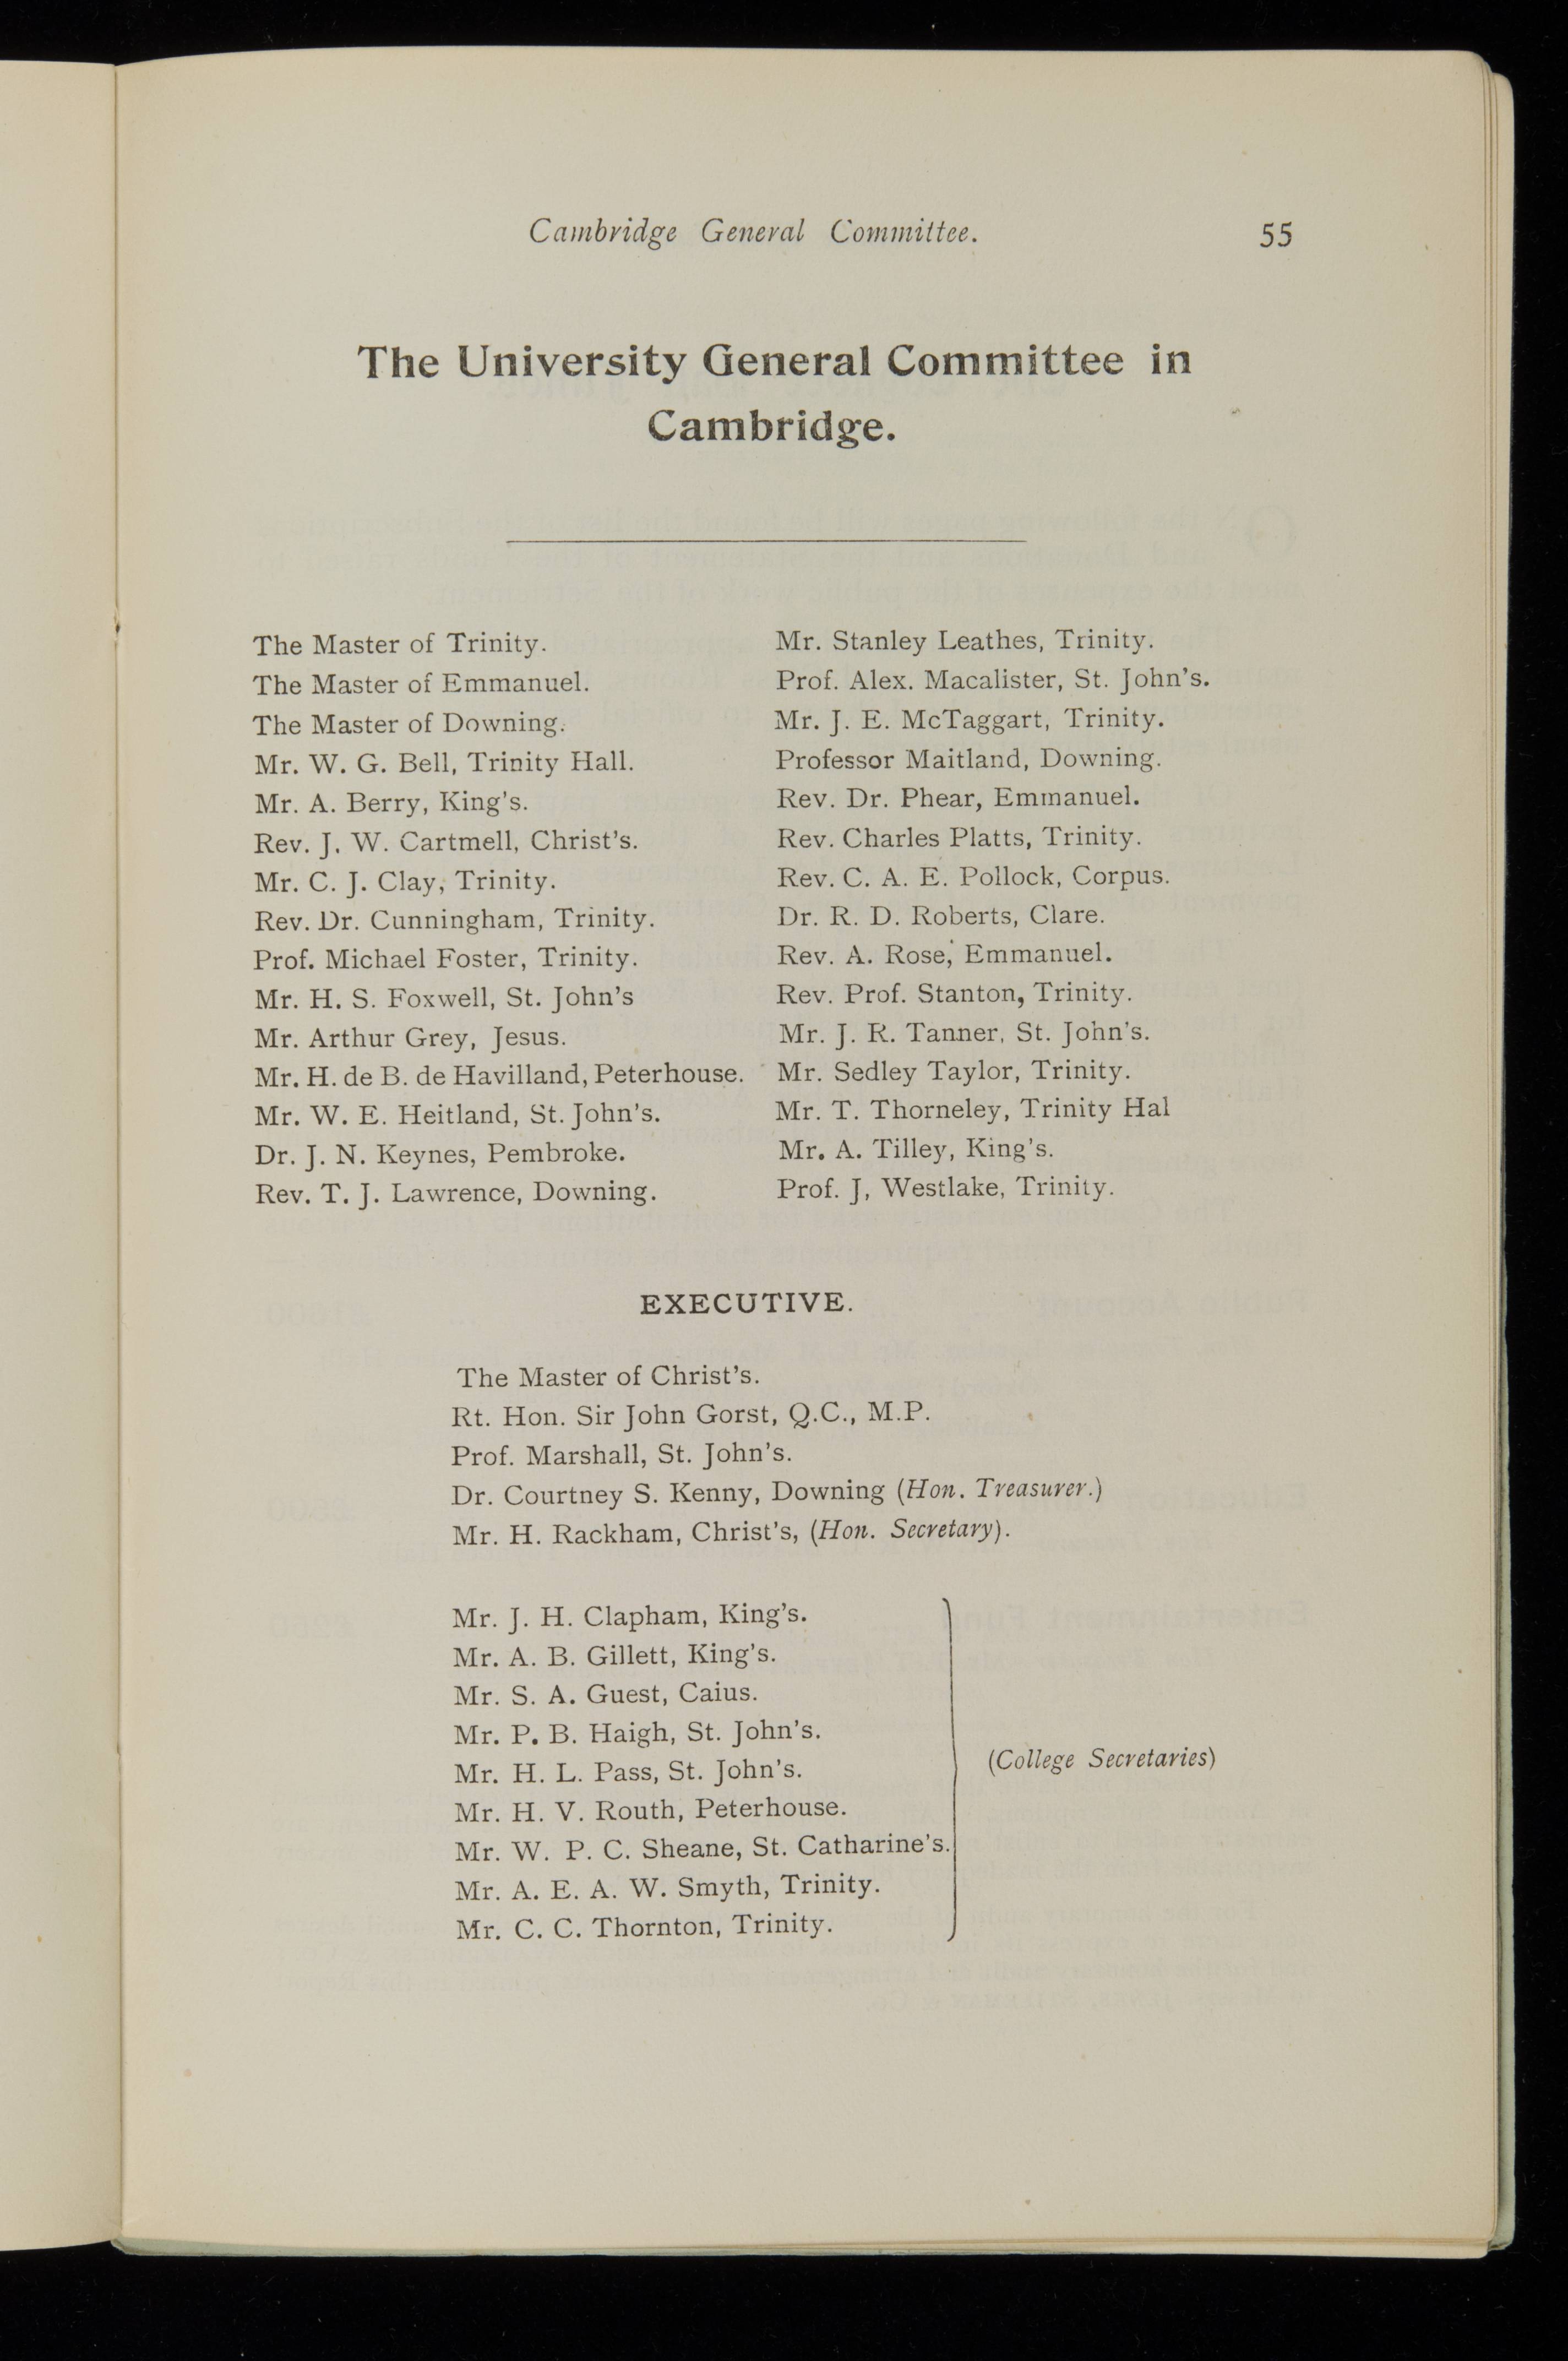 Cambridge General Committee. 55
The University General Committee in
Cambridge.
The Master of Trinity.
The Master of Emmanuel.
The Master of Downing.
Mr. W. G. Bell, Trinity Hall.
Mr. A. Berry, King's.
Rev. J. W. Cartmell, Christ's.
Mr. C. J. Clay, Trinity.
Rev. Dr. Cunningham, Trinity.
Prof. Michael Foster, Trinity.
Mr. H. S. Foxwell, St. John's
Mr. Arthur Grey, Jesus.
Mr. H. de B. de Havilland, Peterhouse.
Mr. W. E. Heitland, St. John's.
Dr. J. N. Keynes, Pembroke.
Rev. T. J. Lawrence, Downing.
Mr. Stanley Leathes, Trinity.
Prof. Alex. Macalister, St. John's.
Mr. J. E. McTaggart, Trinity.
Professor Maitland, Downing.
Rev. Dr. Phear, Emmanuel.
Rev. Charles Platts, Trinity.
Rev. C. A. E. Pollock, Corpus.
Dr. R. D. Roberts, Clare.
Rev. A. Rose, Emmanuel.
Rev. Prof. Stanton, Trinity.
Mr. J. R. Tanner, St. John's.
Mr. Sedley Taylor, Trinity.
Mr. T. Thorneley, Trinity Hal
Mr. A. Tilley, King's.
Prof. J, Westlake, Trinity.
EXECUTIVE.
The Master of Christ's.
Rt. Hon. Sir John Gorst, Q.C., M.P.
Prof. Marshall, St. John's.
Dr. Courtney S. Kenny, Downing (Hon. Treasurer.)
Mr. H. Rackham, Christ's, (Hon. Secretary).
Mr. J. H. Clapham, King's.
Mr. A. B. Gillett, King's.
Mr. S. A. Guest, Caius.
Mr. P. B. Haigh, St. John's.
Mr. H. L. Pass, St. John's.
Mr. H. V. Routh, Peterhouse.
Mr. W. P. C. Sheane, St. Catharine's.
Mr. A. E. A. W. Smyth, Trinity.
Mr. C. C. Thornton, Trinity.
(College Secretaries)